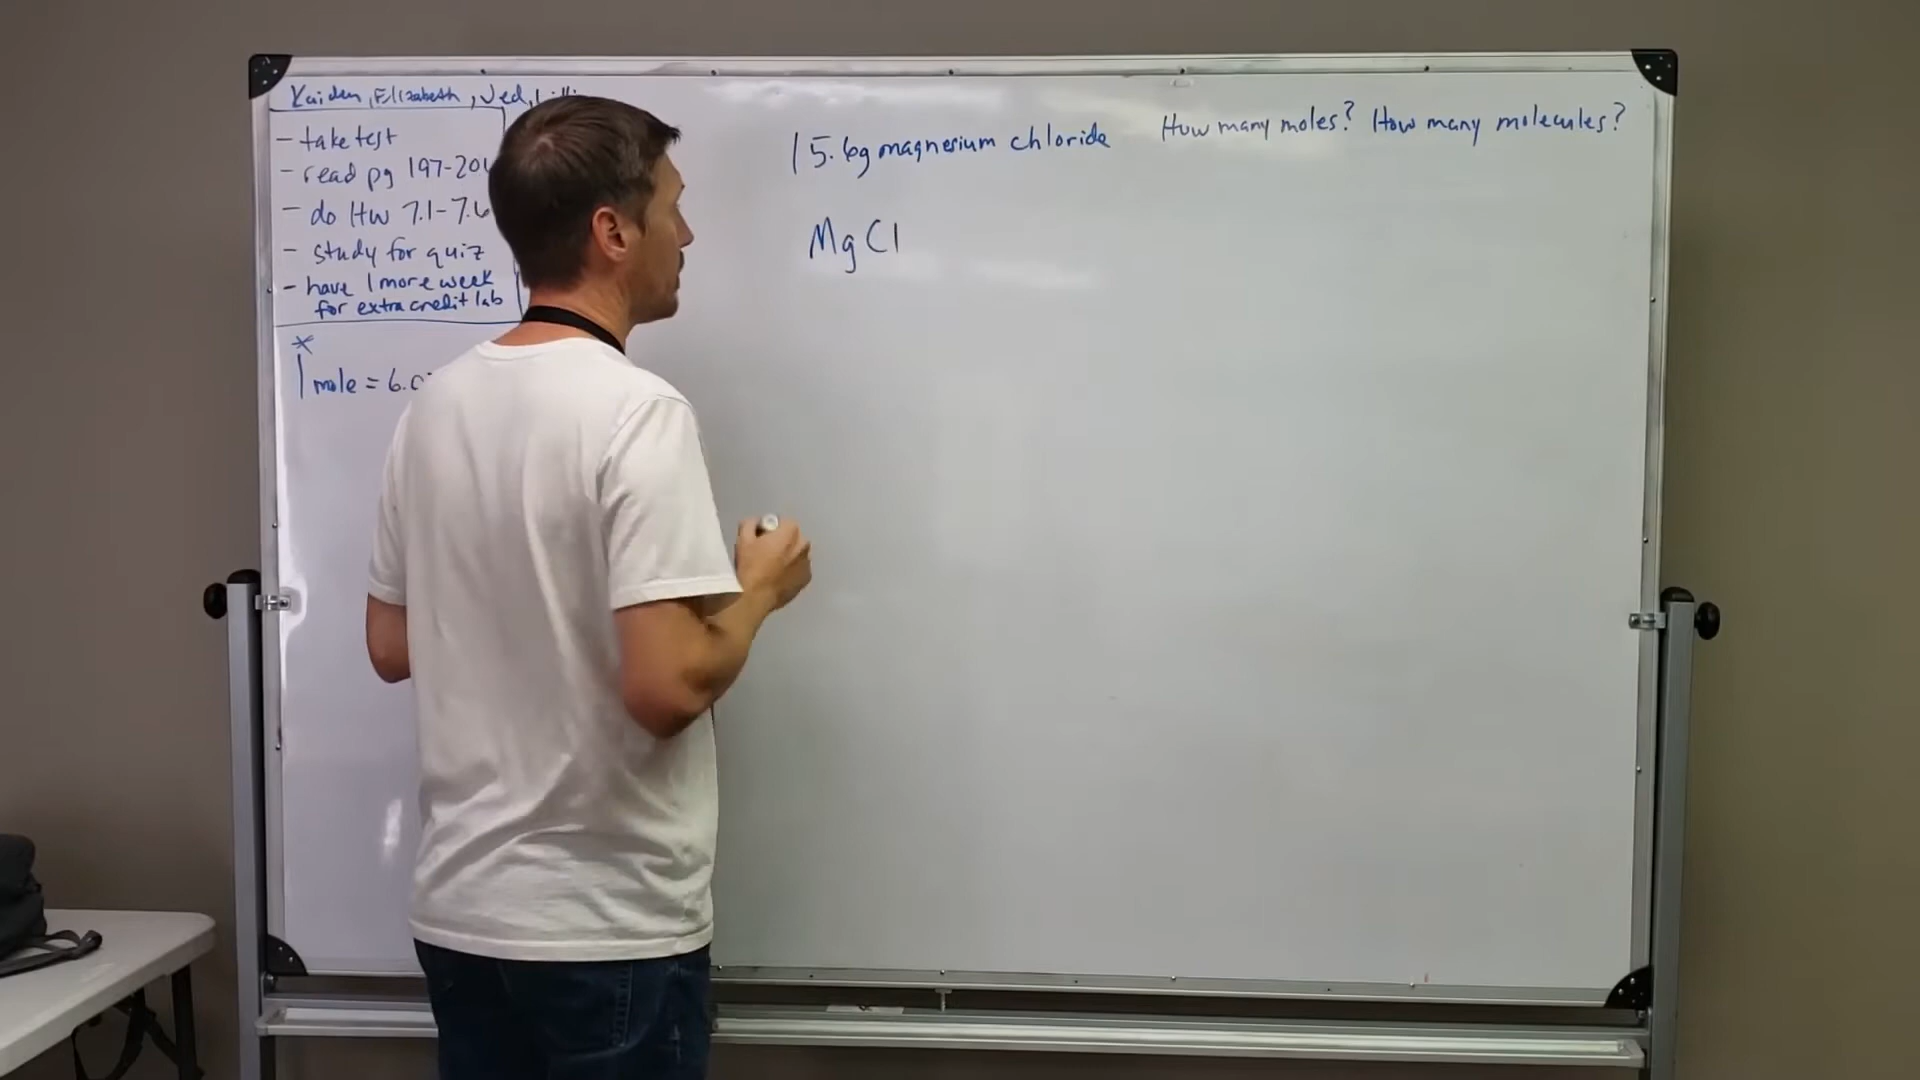 Kaiden, Elizabeth, Jed,
- take test
- read pg 197-20
- do HW 7.1-7.6
- study for quiz
- have 1 more week
for extra credit lab
*
1 mole = 6.0
15.6g magnesium chloride
How many moles? How many molecules?
MgCl